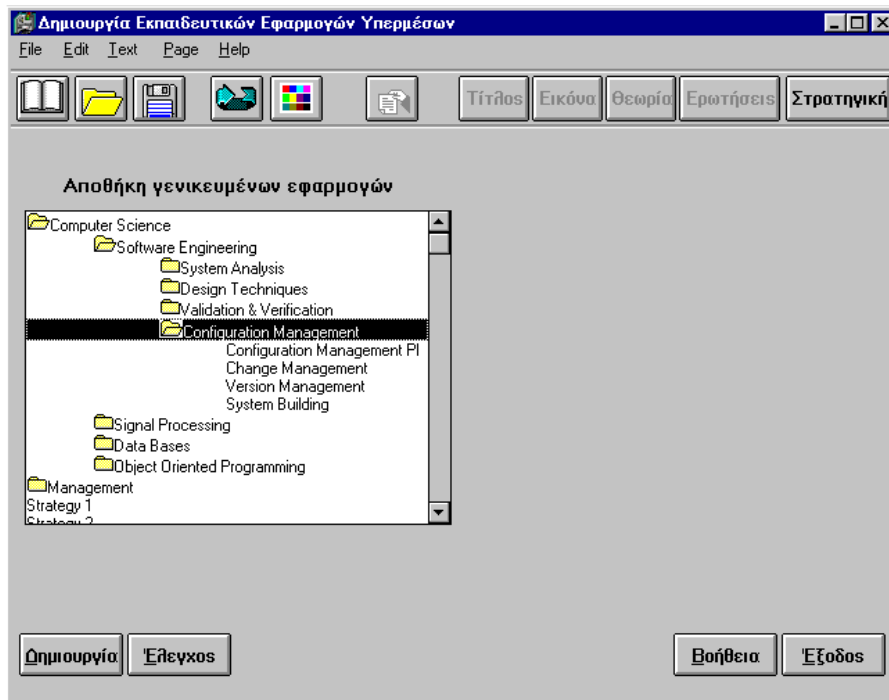 Δημιουργία Εκπαιδευτικών Εφαρμογών Υπερμέσων
File Edit Text Page Help
Τίτλος Εικόνα Θεωρία Ερωτήσεις Στρατηγική
Αποθήκη γενικευμένων εφαρμογών
Computer Science
Software Engineering
System Analysis
Design Techniques
Validation & Verification
Configuration Management
Configuration Management Pl
Change Management
Version Management
System Building
Signal Processing
Data Bases
Object Oriented Programming
Management
Strategy 1
Strategy 2
Δημιουργία Έλεγχος Βοήθεια Έξοδος